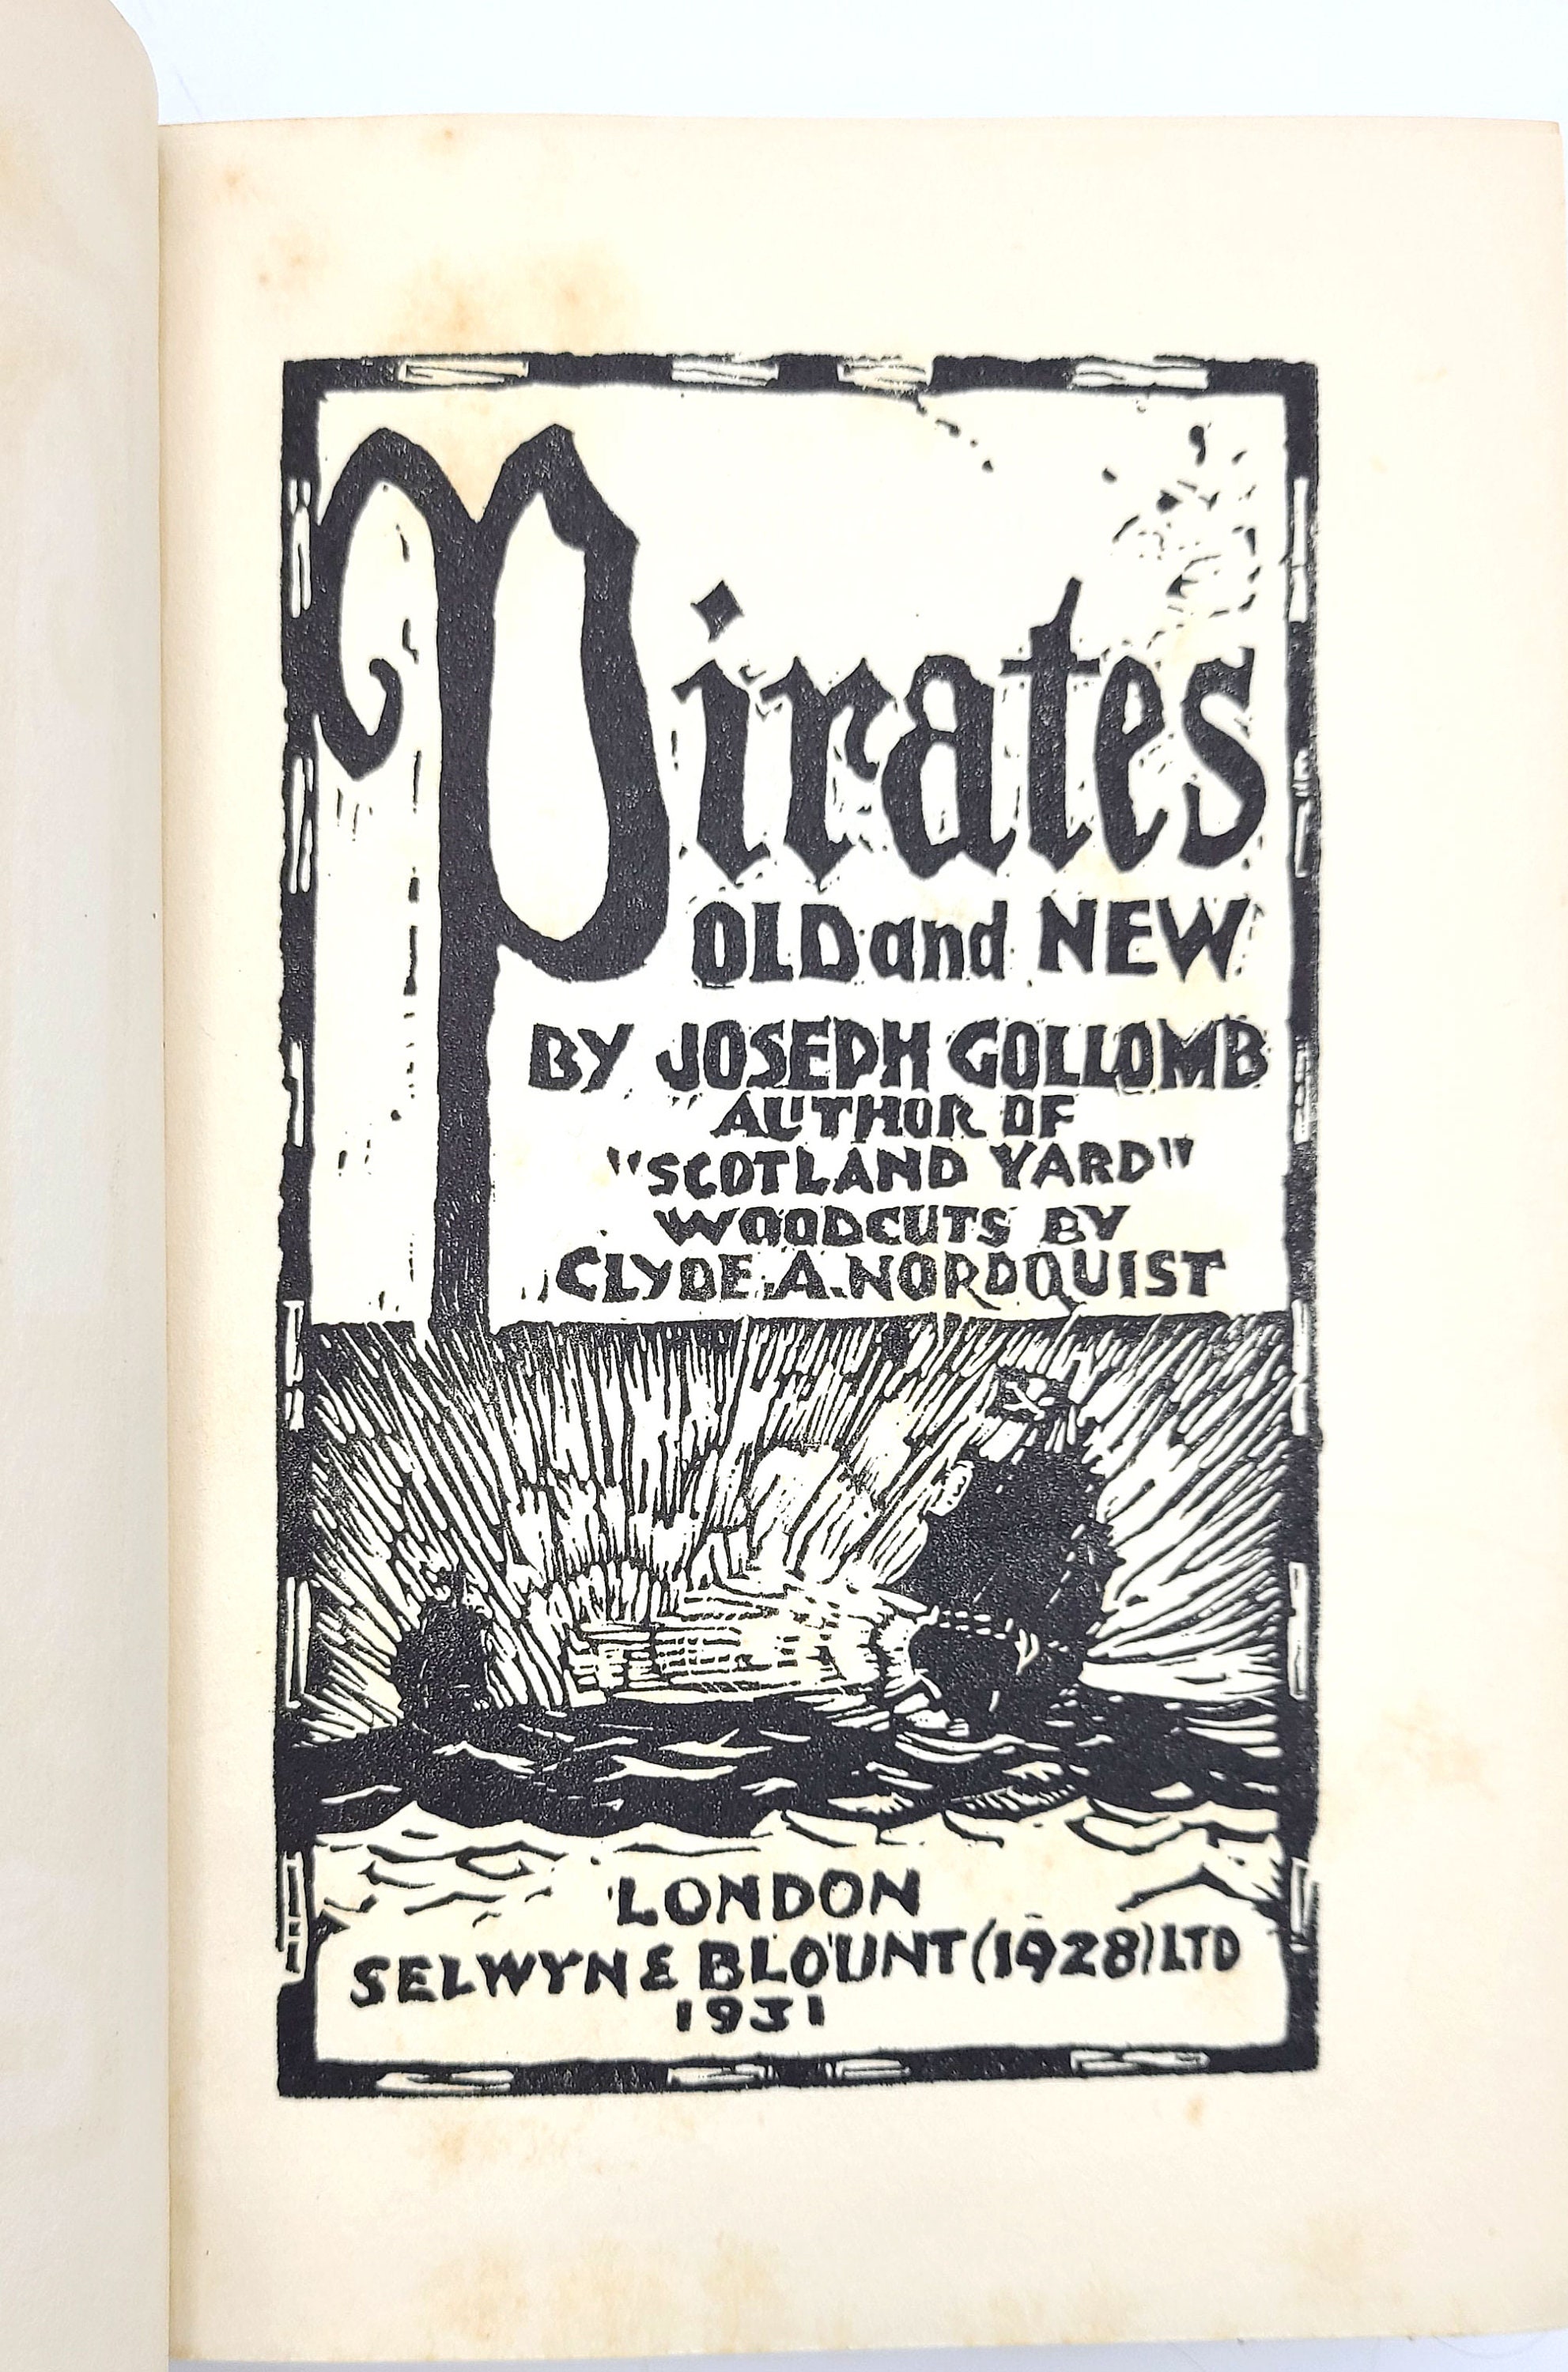 Pirates
OLD and NEW
BY JOSEPH GOLLOMB
AUTHOR OF
"SCOTLAND YARD"
WOODCUTS BY
CLYDE A. NORDQUIST
LONDON
SELWYN & BLOUNT (1928) LTD
1931